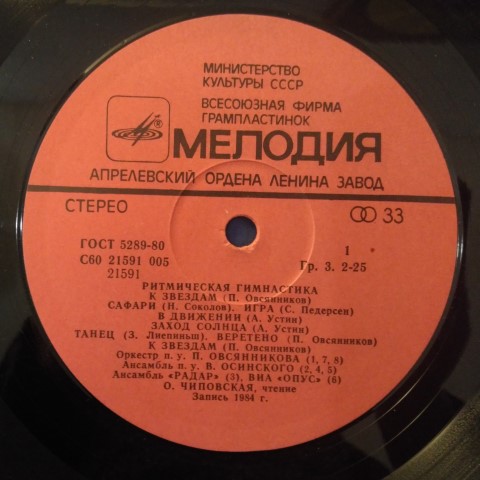 МИНИСТЕРСТВО
КУЛЬТУРЫ СССР
ВСЕСОЮЗНАЯ ФИРМА
ГРАМПЛАСТИНОК
®
МЕЛОДИЯ
АПРЕЛЕВСКИЙ ОРДЕНА ЛЕНИНА ЗАВОД
СТЕРЕО 33
ГОСТ 5289-80 1
С60 21591 005 Гр. 3. 2-25
21591
РИТМИЧЕСКАЯ ГИМНАСТИКА
К ЗВЕЗДАМ (П. Овсянников)
САФАРИ (Н. Соколов). ИГРА (С. Педерсен)
В ДВИЖЕНИИ (А. Устин)
ЗАХОД СОЛНЦА (А. Устин)
ТАНЕЦ (З. Лиепиньш). ВЕРЕТЕНО (П. Овсянников)
К ЗВЕЗДАМ (П. Овсянников)
Оркестр п. у. П. ОВСЯННИКОВА (1, 7, 8)
Ансамбль п. у. В. ОСИНСКОГО (2, 4, 5)
Ансамбль «РАДАР» (3), ВИА «ОПУС» (6)
О. ЧИПОВСКАЯ, чтение
Запись 1984 г.